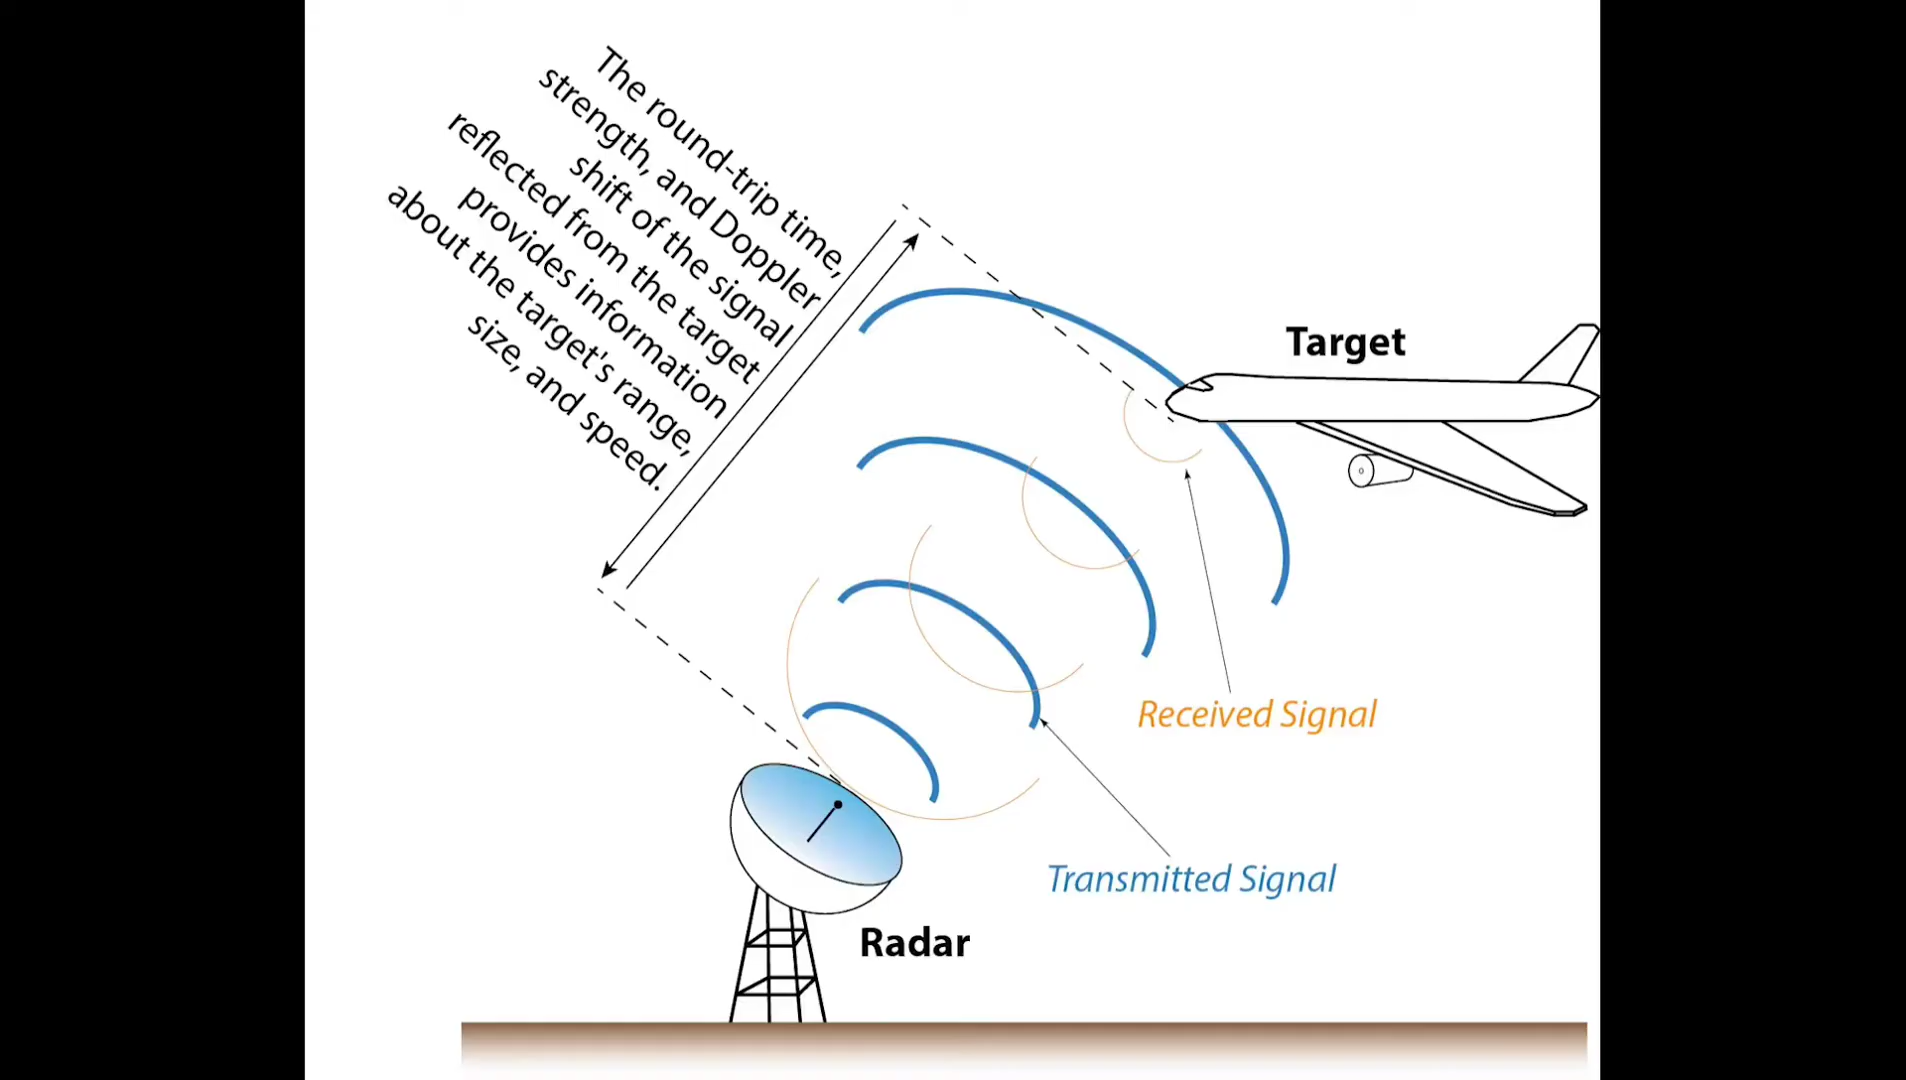 The round-trip time,
strength, and Doppler
shift of the signal
reflected from the target
provides information
about the target's range,
size, and speed.
Target
Received Signal
Transmitted Signal
Radar